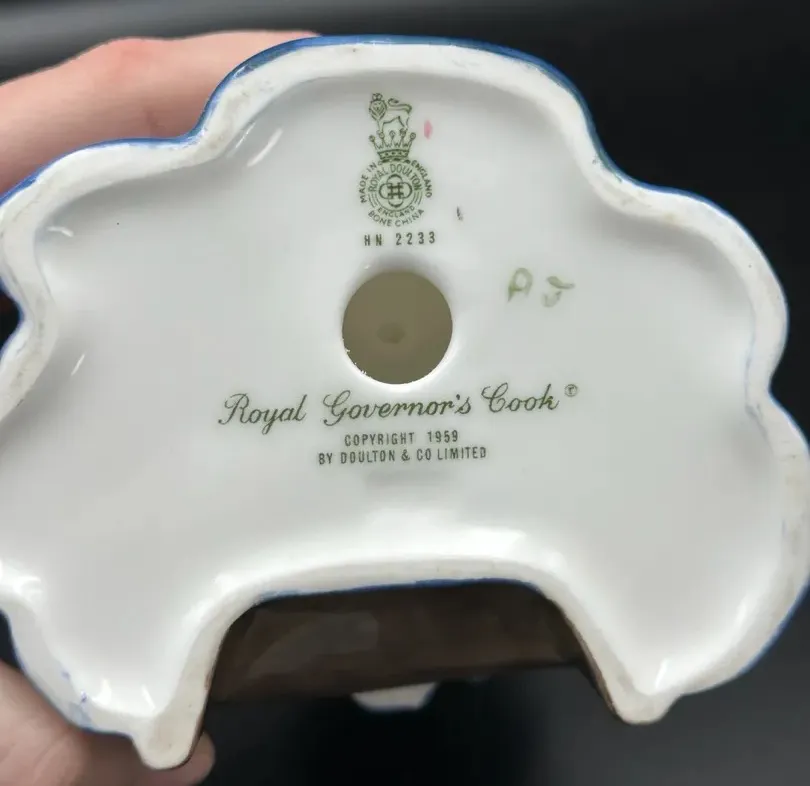 MADE IN ENGLAND
ROYAL DOULTON
ENGLAND
BONE CHINA
HN 2233
Royal Governor's Cook ®
COPYRIGHT 1959
BY DOULTON & CO LIMITED